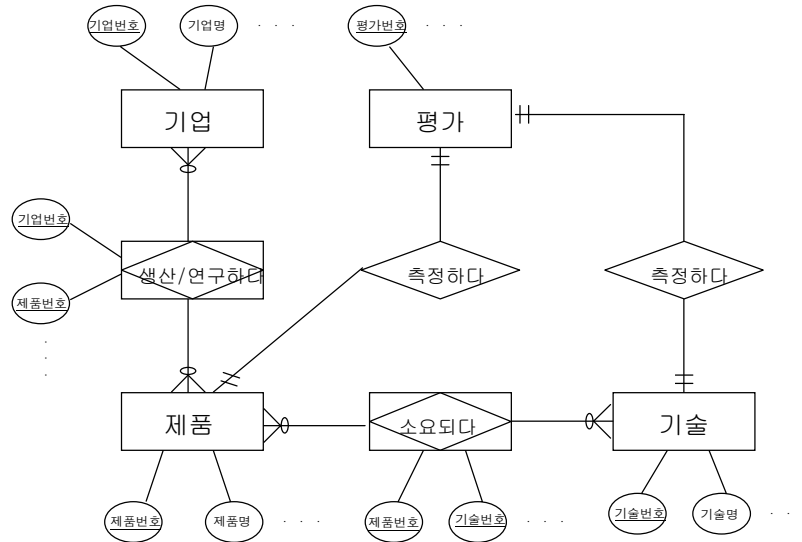 기업번호
기업명
. . .
평가번호
. . .
기업
평가
기업번호
생산/연구하다
측정하다
측정하다
제품번호
.
.
.
제품
소요되다
기술
제품번호
제품명
. . .
제품번호
기술번호
. . .
기술번호
기술명
. .